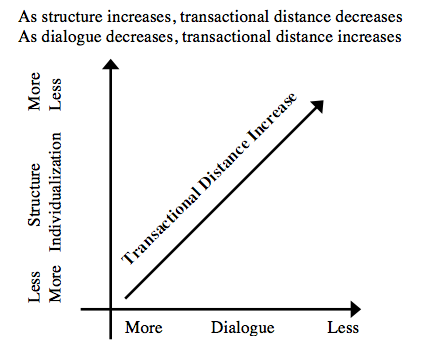 As structure increases, transactional distance decreases
As dialogue decreases, transactional distance increases
Less Structure More
More Individualization Less
Transactional Distance Increase
More Dialogue Less